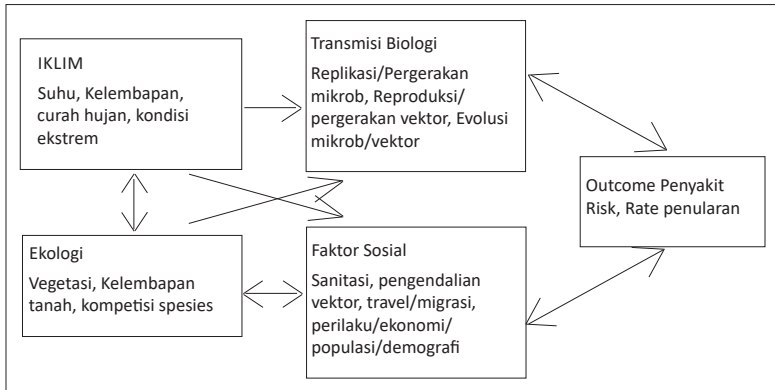 IKLIM
Suhu, Kelembapan,
curah hujan, kondisi
ekstrem
Transmisi Biologi
Replikasi/Pergerakan
mikrob, Reproduksi/
pergerakan vektor, Evolusi
mikrob/vektor
Outcome Penyakit
Risk, Rate penularan
Ekologi
Vegetasi, Kelembapan
tanah, kompetisi spesies
Faktor Sosial
Sanitasi, pengendalian
vektor, travel/migrasi,
perilaku/ekonomi/
populasi/demografi